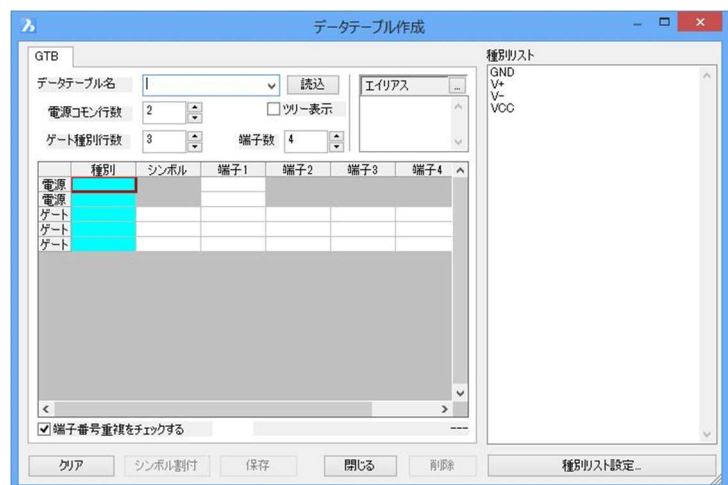 データテーブル作成
GTB
データテーブル名
読込
エイリアス
...
電源コモン行数 2
ツリー表示
ゲート種別行数 3
端子数 4
種別 シンボル 端子1 端子2 端子3 端子4
電源
電源
ゲート
ゲート
ゲート
端子番号重複をチェックする
---
クリア シンボル割付 保存 閉じる 削除
種別リスト
GND
V+
V-
VCC
種別リスト設定...